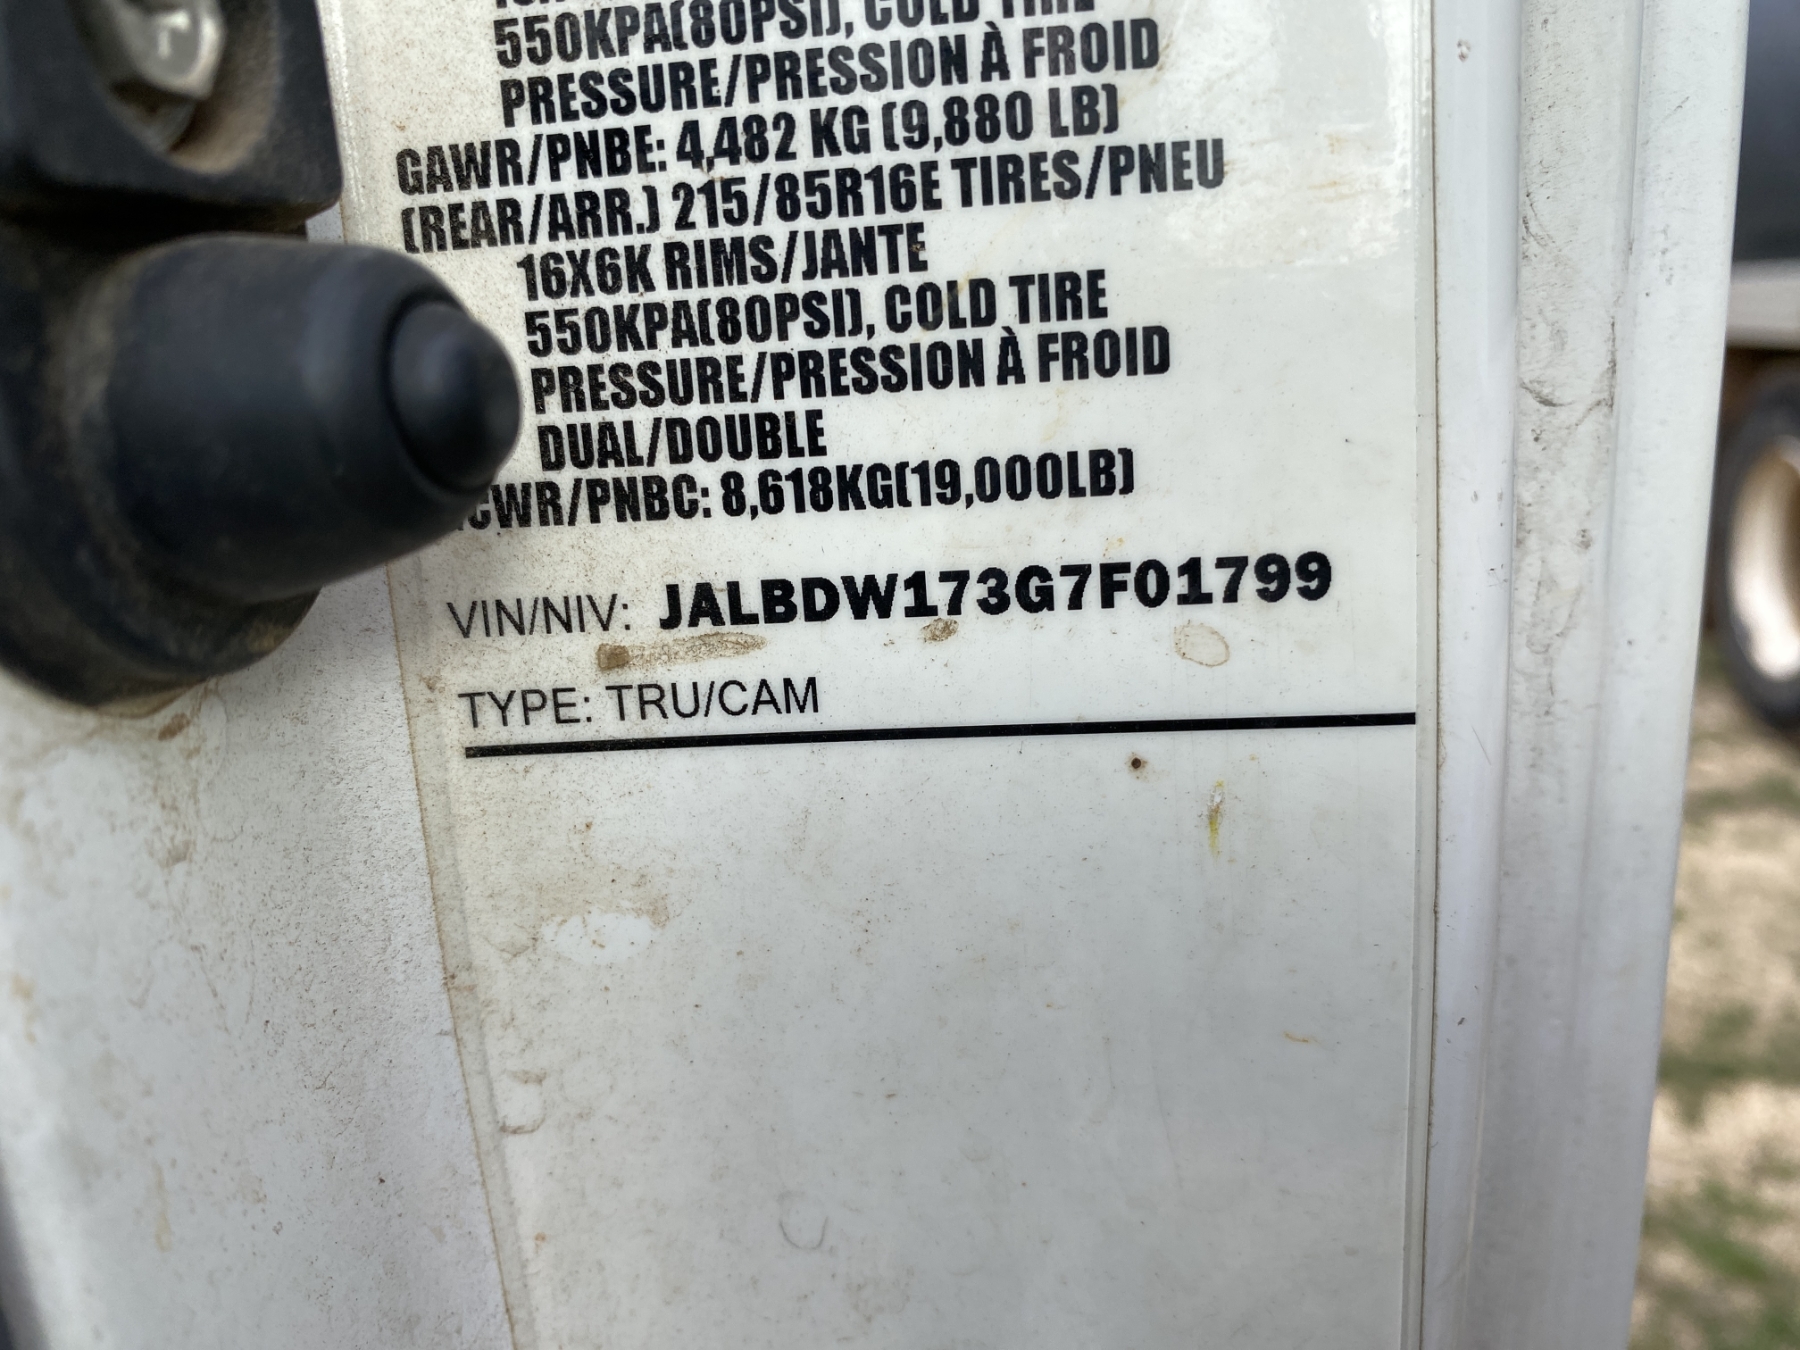 550KPA(80PSI), COLD TIRE
PRESSURE/PRESSION À FROID
GAWR/PNBE: 4,482 KG (9,880 LB)
(REAR/ARR.) 215/85R16E TIRES/PNEU
16X6K RIMS/JANTE
550KPA(80PSI), COLD TIRE
PRESSURE/PRESSION À FROID
DUAL/DOUBLE
CWR/PNBC: 8,618KG(19,000LB)
VIN/NIV: JALBDW173G7F01799
TYPE: TRU/CAM